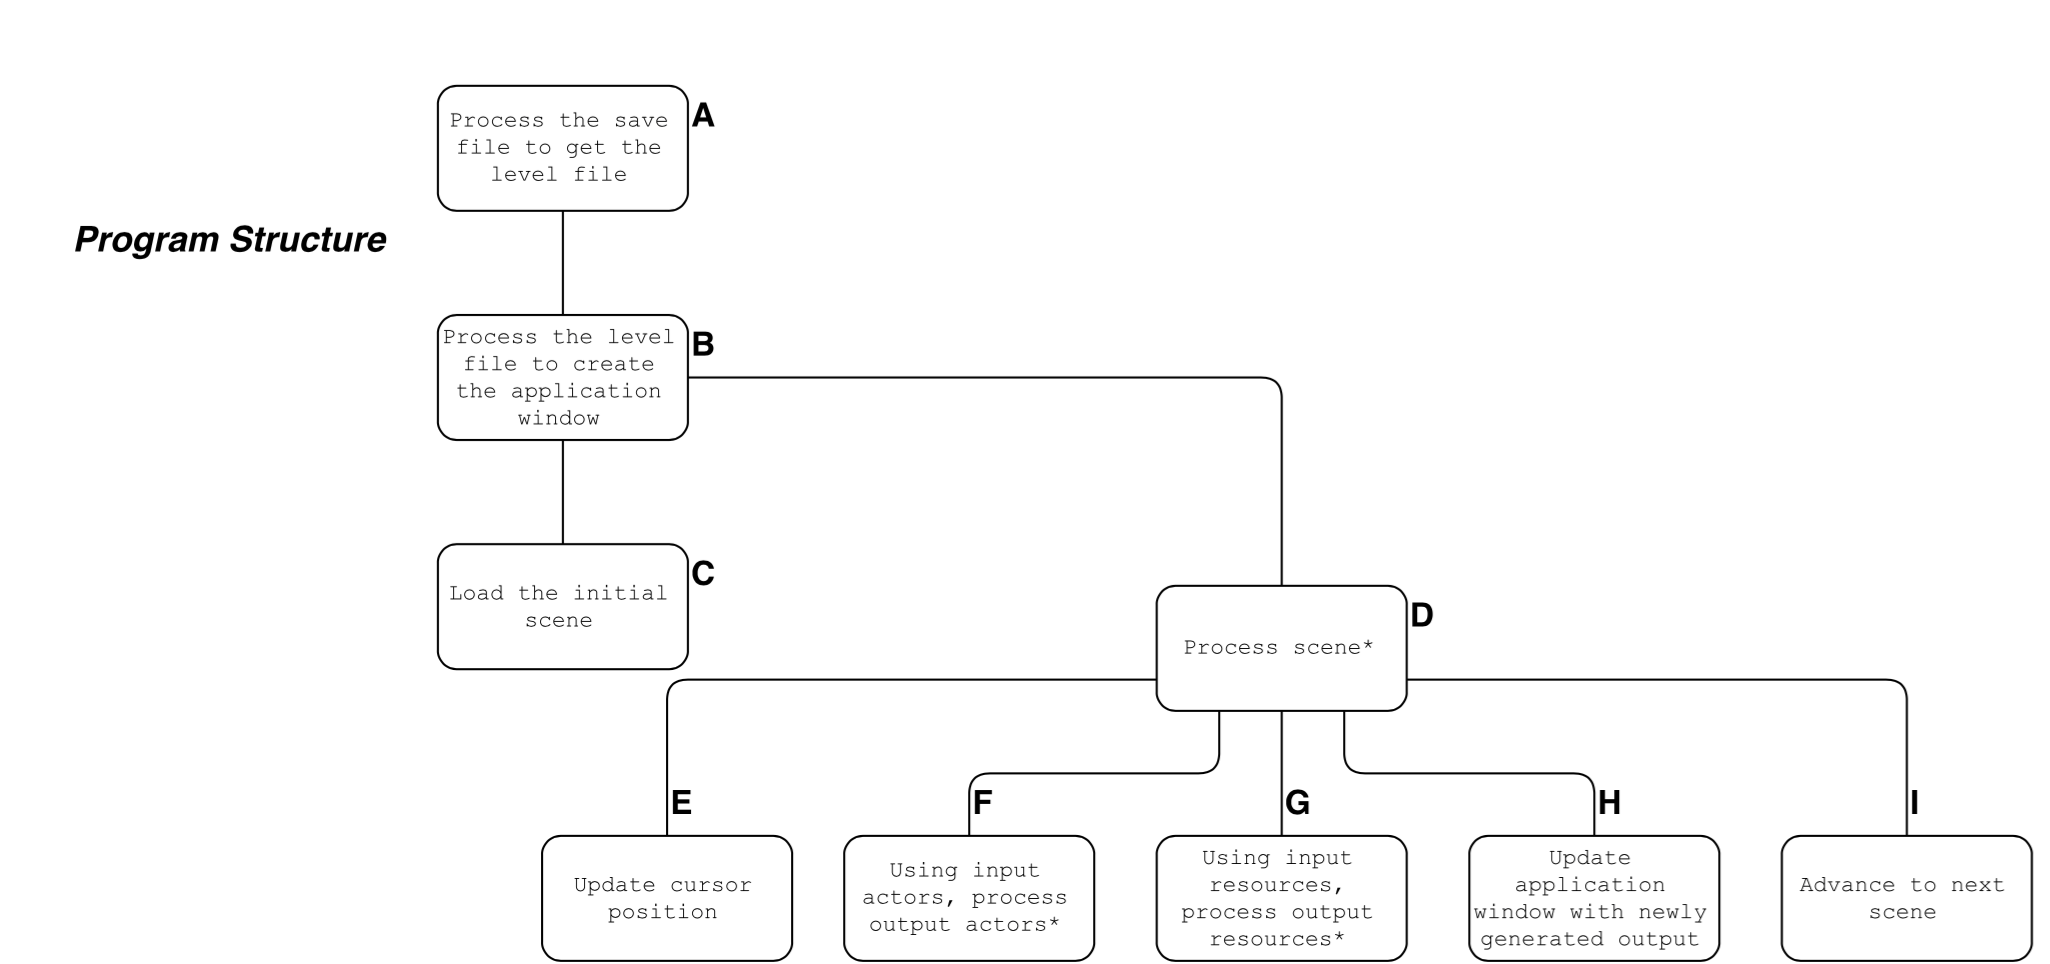 Process the save
file to get the
level file
A
Program Structure
Process the level
file to create
the application
window
B
Load the initial
scene
C
Process scene*
D
E
F
G
H
I
Update cursor
position
Using input
actors, process
output actors*
Using input
resources,
process output
resources*
Update
application
window with newly
generated output
Advance to next
scene